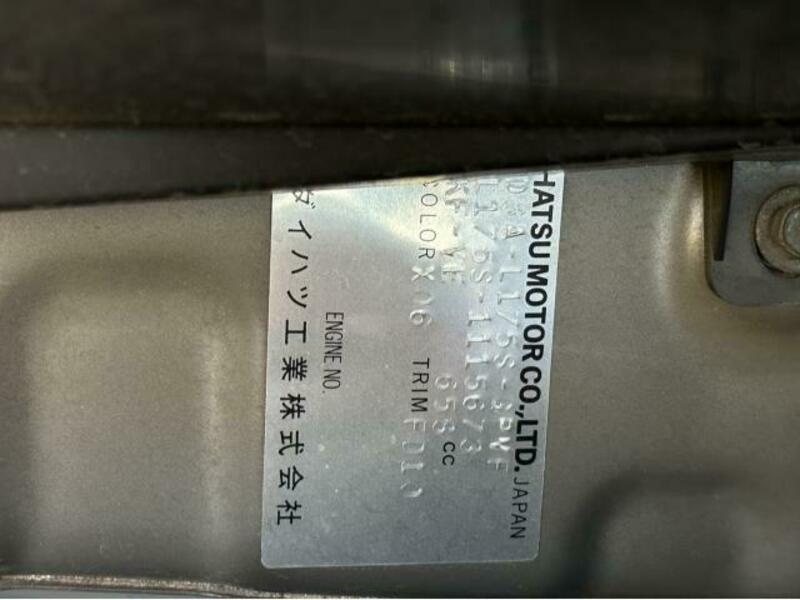 HATSU MOTOR CO.,LTD. JAPAN
L175S-1115673
KF-VE 658 cc
COLOR X06 TRIM FD10
ENGINE NO.
ダイハツ工業株式会社